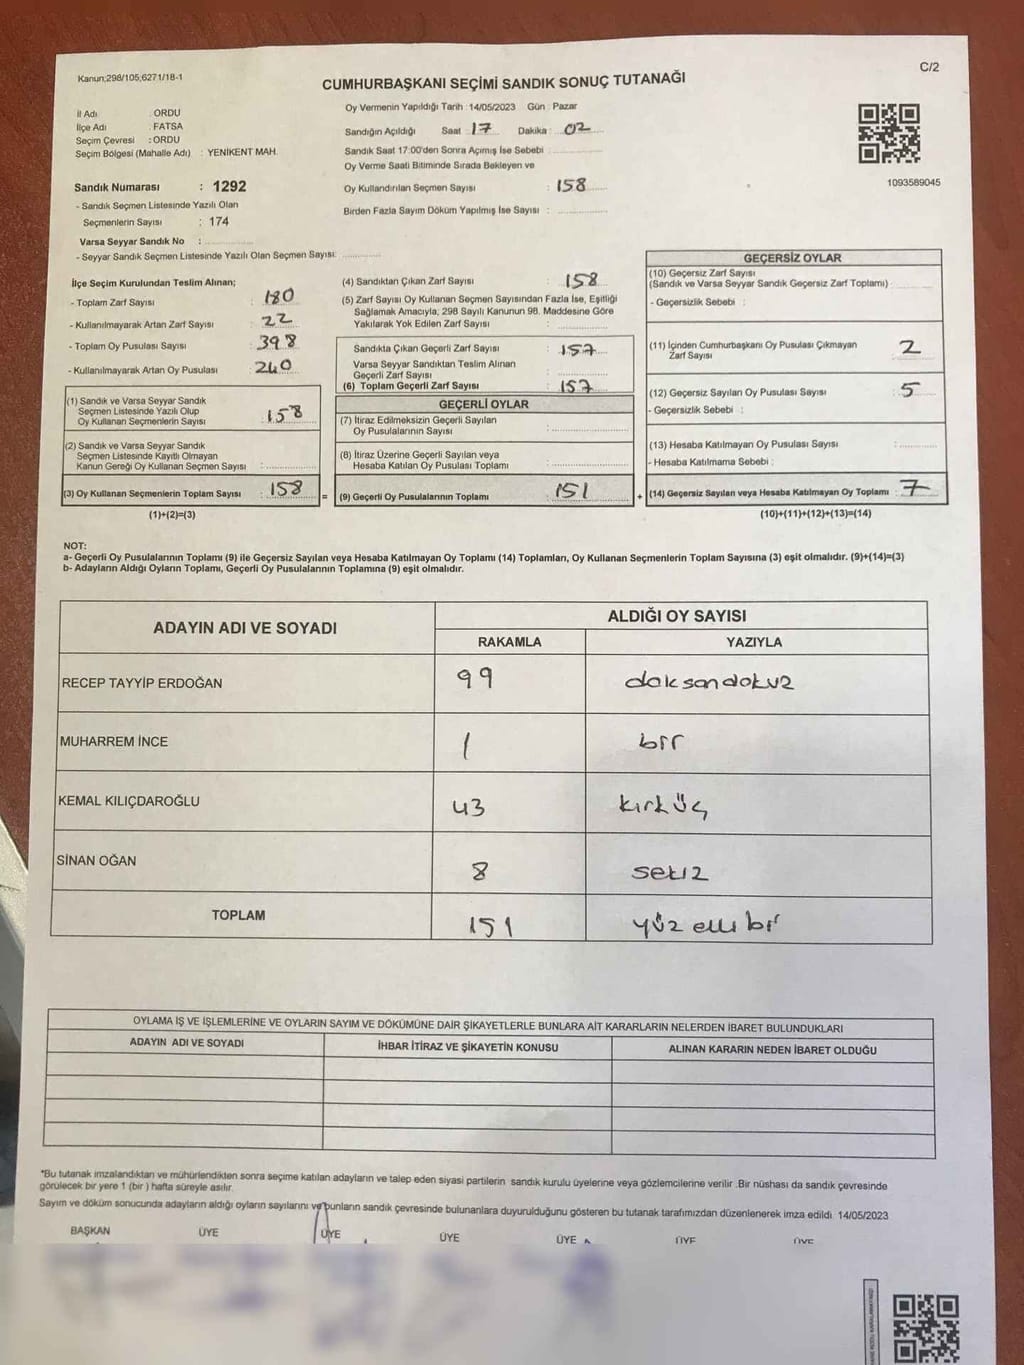 Kanun;298/105;6271/18-1
C/2
CUMHURBAŞKANI SEÇİMİ SANDIK SONUÇ TUTANAĞI
İl Adı : ORDU
İlçe Adı : FATSA
Seçim Çevresi : ORDU
Seçim Bölgesi (Mahalle Adı) : YENİKENT MAH.
Sandık Numarası : 1292
- Sandık Seçmen Listesinde Yazılı Olan
Seçmenlerin Sayısı : 174
Varsa Seyyar Sandık No :
- Seyyar Sandık Seçmen Listesinde Yazılı Olan Seçmen Sayısı:
Oy Vermenin Yapıldığı Tarih : 14/05/2023 Gün : Pazar
Sandığın Açıldığı Saat : 17 Dakika : 02
Sandık Saat 17:00'den Sonra Açımış İse Sebebi :
Oy Verme Saati Bitiminde Sırada Bekleyen ve
Oy Kullandırılan Seçmen Sayısı : 158
Birden Fazla Sayım Döküm Yapılmış İse Sayısı :
1093589045
İlçe Seçim Kurulundan Teslim Alınan;
- Toplam Zarf Sayısı : 180
- Kullanılmayarak Artan Zarf Sayısı : 22
- Toplam Oy Pusulası Sayısı : 398
- Kullanılmayarak Artan Oy Pusulası : 240
(1) Sandık ve Varsa Seyyar Sandık
Seçmen Listesinde Yazılı Olup
Oy Kullanan Seçmenlerin Sayısı : 158
(2) Sandık ve Varsa Seyyar Sandık
Seçmen Listesinde Kayıtlı Olmayan
Kanun Gereği Oy Kullanan Seçmen Sayısı :
(3) Oy Kullanan Seçmenlerin Toplam Sayısı : 158
(1)+(2)=(3)
(4) Sandıktan Çıkan Zarf Sayısı : 158
(5) Zarf Sayısı Oy Kullanan Seçmen Sayısından Fazla İse, Eşitliği
Sağlamak Amacıyla, 298 Sayılı Kanunun 98. Maddesine Göre
Yakılarak Yok Edilen Zarf Sayısı :
Sandıkta Çıkan Geçerli Zarf Sayısı : 157
Varsa Seyyar Sandıktan Teslim Alınan
Geçerli Zarf Sayısı :
(6) Toplam Geçerli Zarf Sayısı : 157
GEÇERLİ OYLAR
(7) İtiraz Edilmeksizin Geçerli Sayılan
Oy Pusulalarının Sayısı :
(8) İtiraz Üzerine Geçerli Sayılan veya
Hesaba Katılan Oy Pusulası Toplamı :
= (9) Geçerli Oy Pusulalarının Toplamı : 151 +
GEÇERSİZ OYLAR
(10) Geçersiz Zarf Sayısı
(Sandık ve Varsa Seyyar Sandık Geçersiz Zarf Toplamı) :
- Geçersizlik Sebebi :
(11) İçinden Cumhurbaşkanı Oy Pusulası Çıkmayan
Zarf Sayısı : 2
(12) Geçersiz Sayılan Oy Pusulası Sayısı : 5
- Geçersizlik Sebebi :
(13) Hesaba Katılmayan Oy Pusulası Sayısı :
- Hesaba Katılmama Sebebi :
(14) Geçersiz Sayılan veya Hesaba Katılmayan Oy Toplamı : 7
(10)+(11)+(12)+(13)=(14)
NOT:
a- Geçerli Oy Pusulalarının Toplamı (9) ile Geçersiz Sayılan veya Hesaba Katılmayan Oy Toplamı (14) Toplamları, Oy Kullanan Seçmenlerin Toplam Sayısına (3) eşit olmalıdır. (9)+(14)=(3)
b- Adayların Aldığı Oyların Toplamı, Geçerli Oy Pusulalarının Toplamına (9) eşit olmalıdır.
ADAYIN ADI VE SOYADI
ALDIĞI OY SAYISI
RAKAMLA YAZIYLA
RECEP TAYYİP ERDOĞAN 99 doksandokuz
MUHARREM İNCE 1 bir
KEMAL KILIÇDAROĞLU 43 kırküç
SİNAN OĞAN 8 sekiz
TOPLAM 151 yüz elli bir
OYLAMA İŞ VE İŞLEMLERİNE VE OYLARIN SAYIM VE DÖKÜMÜNE DAİR ŞİKAYETLERLE BUNLARA AİT KARARLARIN NELERDEN İBARET BULUNDUKLARI
ADAYIN ADI VE SOYADI İHBAR İTİRAZ VE ŞİKAYETİN KONUSU ALINAN KARARIN NEDEN İBARET OLDUĞU
*Bu tutanak imzalandıktan ve mühürlendikten sonra seçime katılan adayların ve talep eden siyasi partilerin sandık kurulu üyelerine veya gözlemcilerine verilir .Bir nüshası da sandık çevresinde
görülecek bir yere 1 (bir ) hafta süreyle asılır.
Sayım ve döküm sonucunda adayların aldığı oyların sayılarını ve bunların sandık çevresinde bulunanlara duyurulduğunu gösteren bu tutanak tarafımızdan düzenlenerek imza edildi. 14/05/2023
BAŞKAN ÜYE ÜYE ÜYE ÜYE ÜYE ÜYE